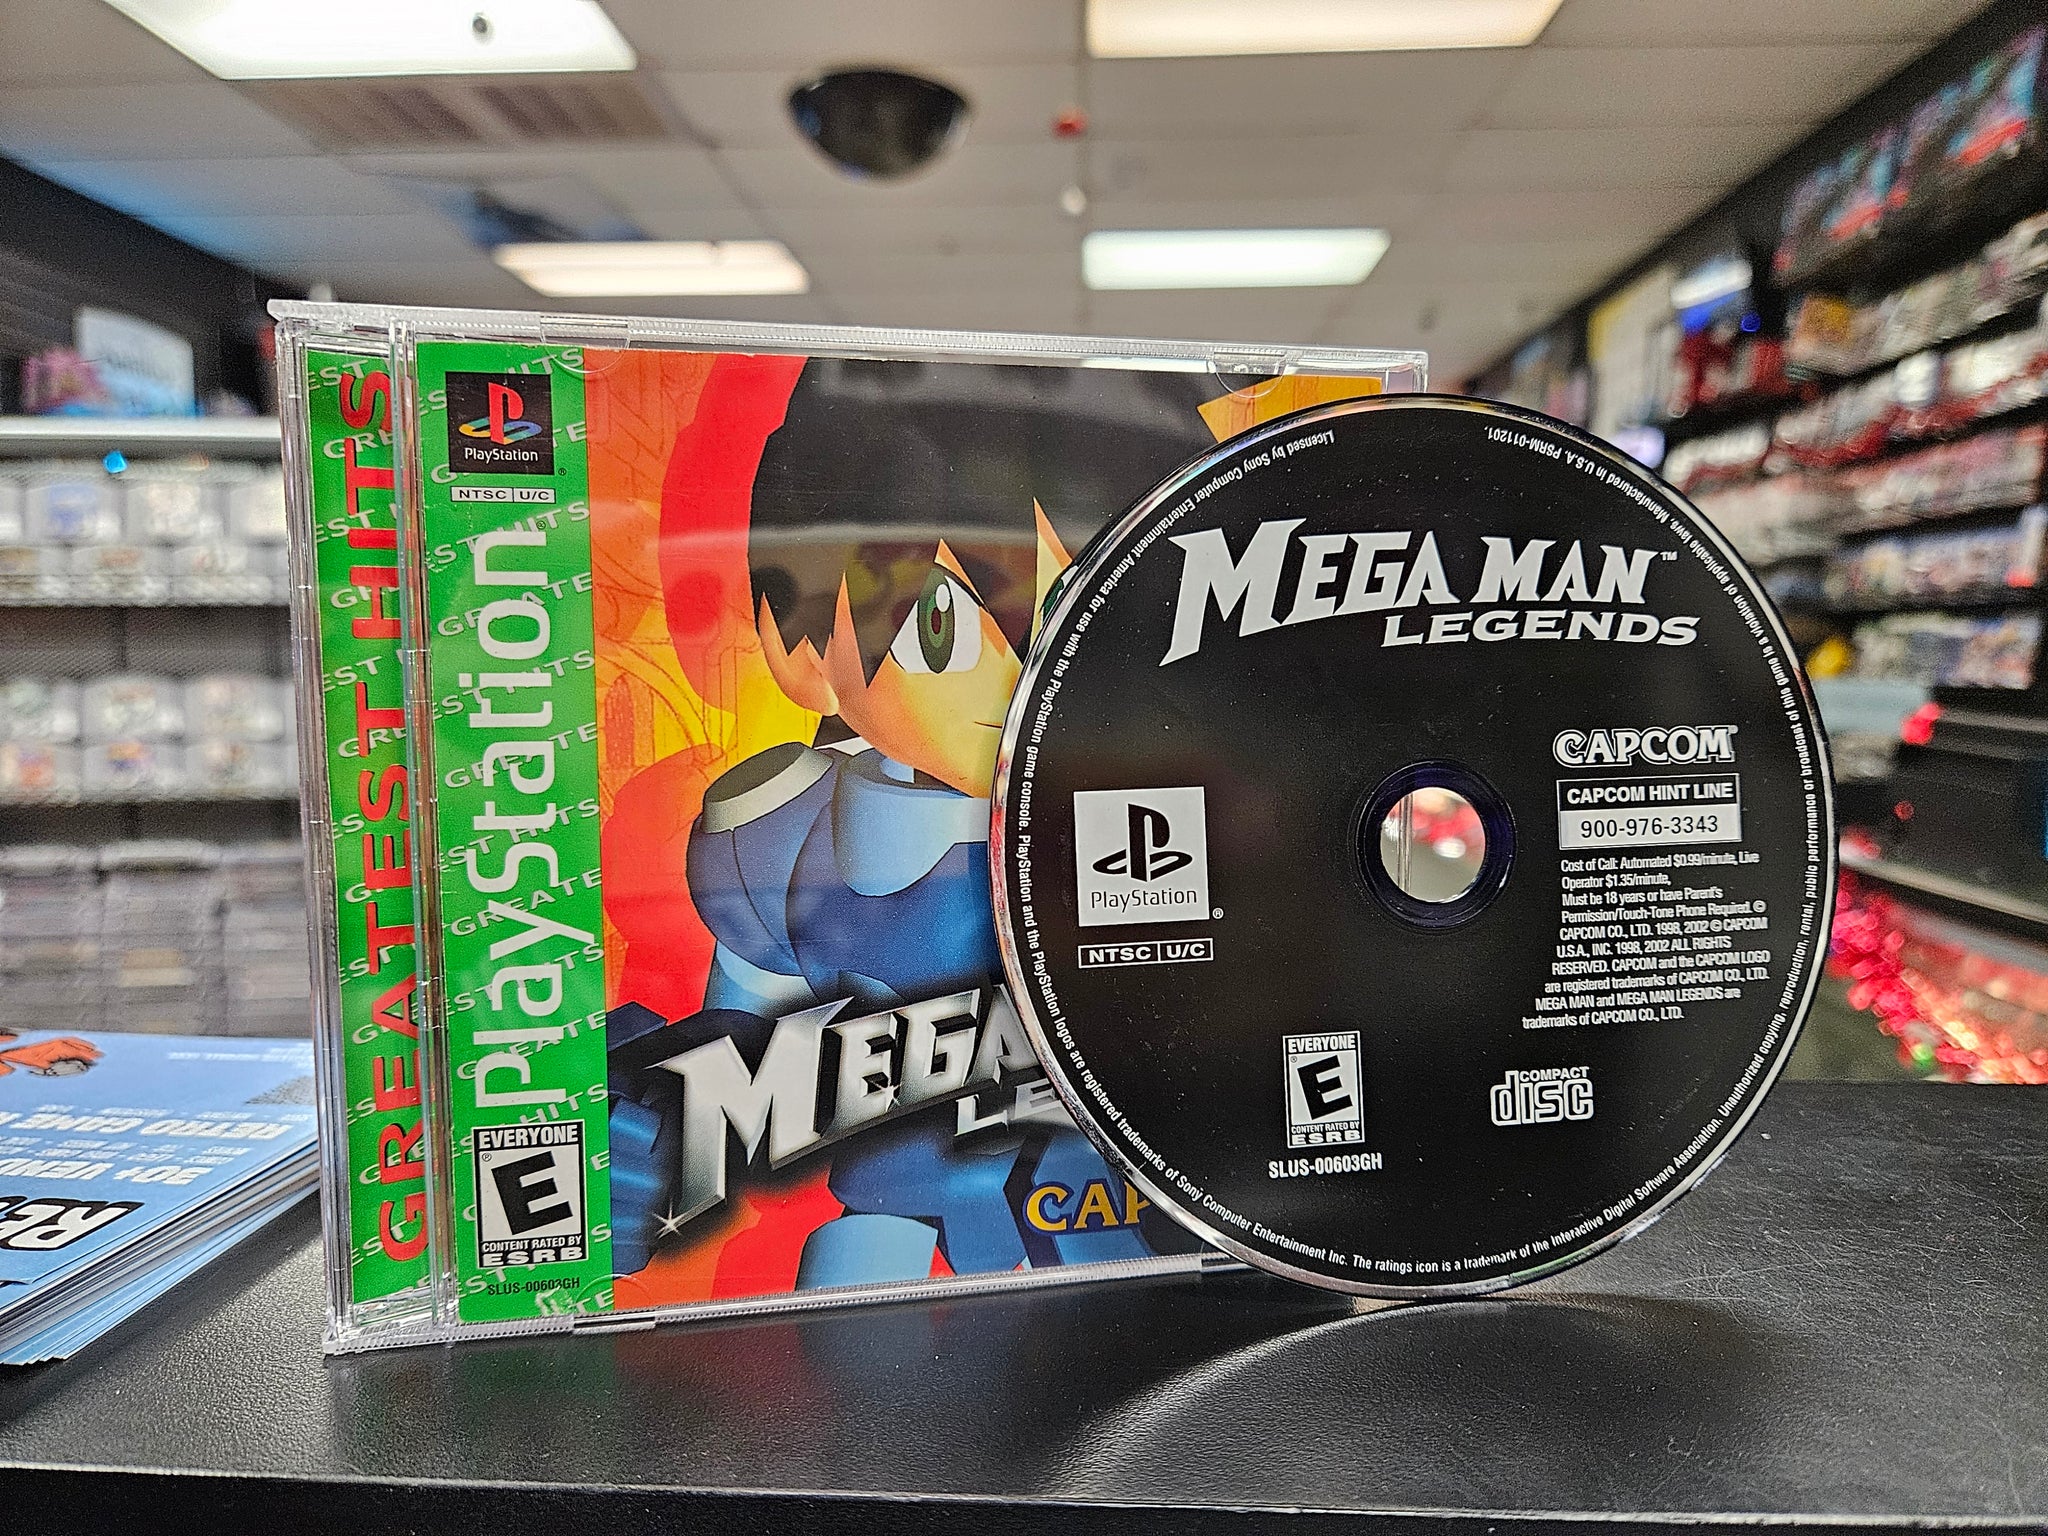 GREATEST HITS
PlayStation
®
NTSC U/C
PlayStation
GREATEST HITS
MEGA
LE
CAP
EVERYONE
E
CONTENT RATED BY
ESRB
SLUS-00603GH
MEGA MAN™
LEGENDS
CAPCOM
CAPCOM HINT LINE
900-976-3343
Cost of Call: Automated $0.99/minute, Live
Operator $1.35/minute,
Must be 18 years or have Parent's
Permission/Touch-Tone Phone Required. ©
CAPCOM CO., LTD. 1998, 2002 © CAPCOM
U.S.A., INC. 1998, 2002 ALL RIGHTS
RESERVED. CAPCOM and the CAPCOM LOGO
are registered trademarks of CAPCOM CO., LTD.
MEGA MAN and MEGA MAN LEGENDS are
trademarks of CAPCOM CO., LTD.
PlayStation
®
NTSC U/C
EVERYONE
E
CONTENT RATED BY
ESRB
SLUS-00603GH
COMPACT
disc
Licensed by Sony Computer Entertainment America for use with the PlayStation game console. PlayStation and the PlayStation logos are registered trademarks of Sony Computer Entertainment Inc. The ratings icon is a trademark of the Interactive Digital Software Association. Unauthorized copying, reproduction, rental, public performance or broadcast of this game is a violation of applicable laws. Manufactured in U.S.A. PSRM-011201.
30+ VEND
RETRO GAME